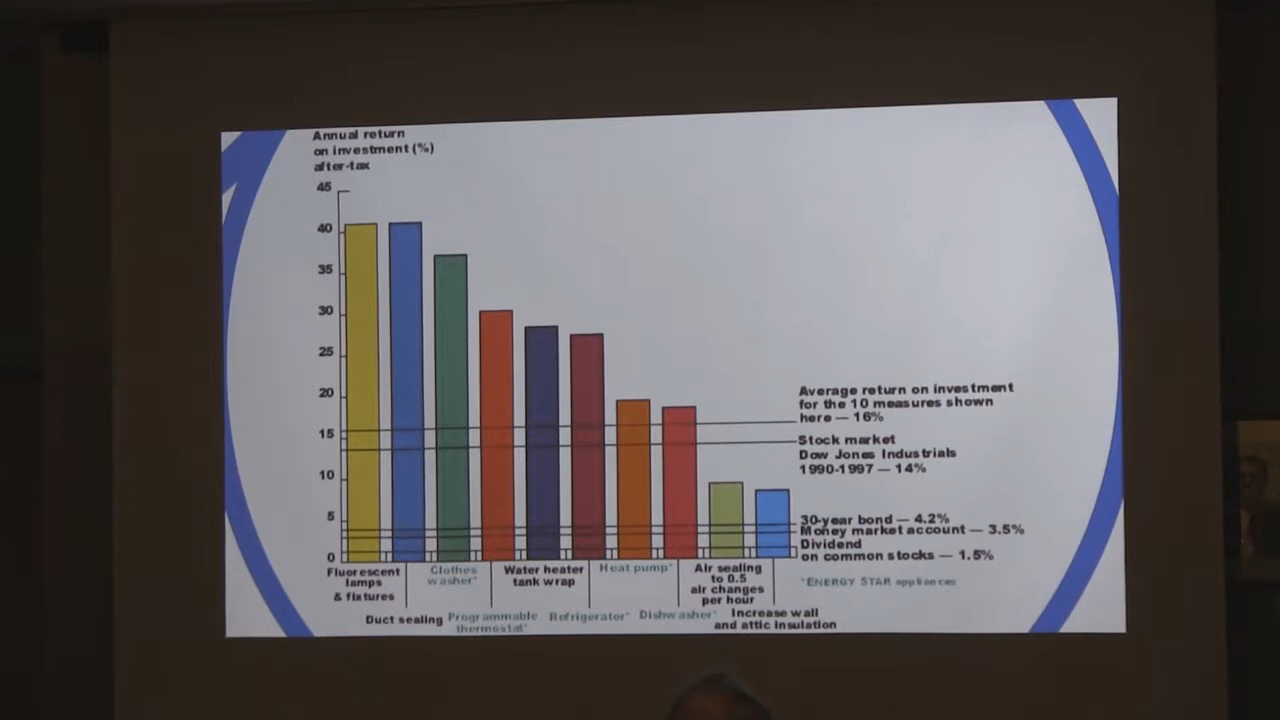 Annual return
on investment (%)
after-tax
45
40
35
30
25
20
15
10
5
0
Average return on investment
for the 10 measures shown
here — 16%
Stock market
Dow Jones Industrials
1990-1997 — 14%
30-year bond — 4.2%
Money market account — 3.5%
Dividend
on common stocks — 1.5%
Fluorescent
lamps
& fixtures
Duct sealing
Clothes
washer*
Programmable
thermostat*
Water heater
tank wrap
Refrigerator*
Heat pump*
Dishwasher*
Air sealing
to 0.5
air changes
per hour
Increase wall
and attic insulation
*ENERGY STAR appliances